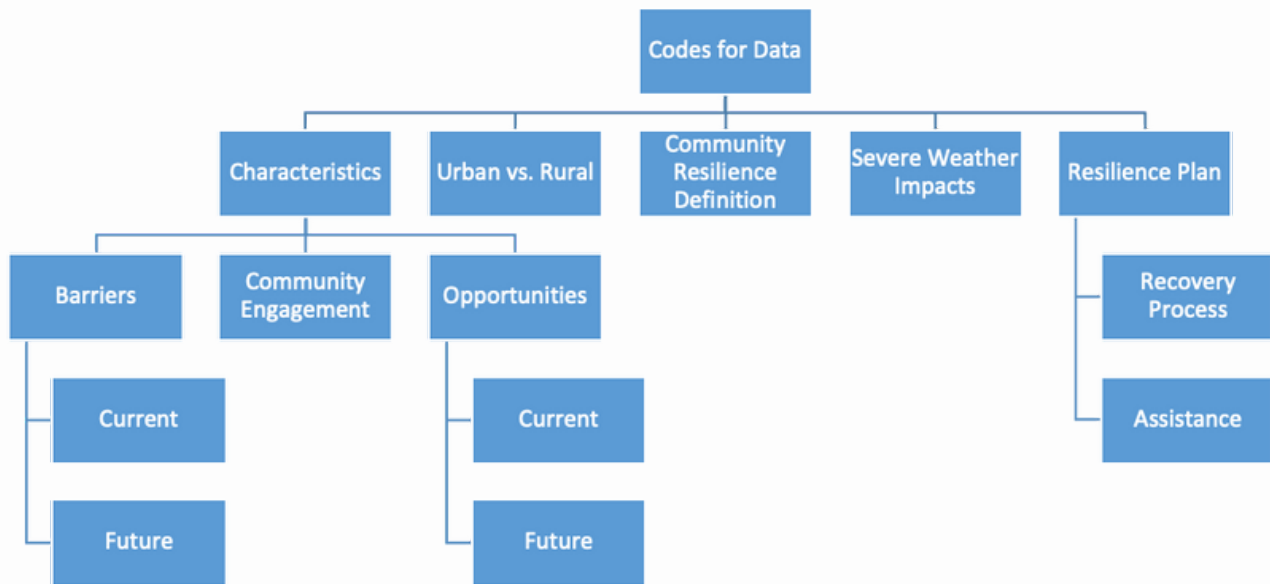 Codes for Data
Characteristics
Urban vs. Rural
Community
Resilience
Definition
Severe Weather
Impacts
Resilience Plan
Barriers
Community
Engagement
Opportunities
Recovery
Process
Current
Current
Assistance
Future
Future